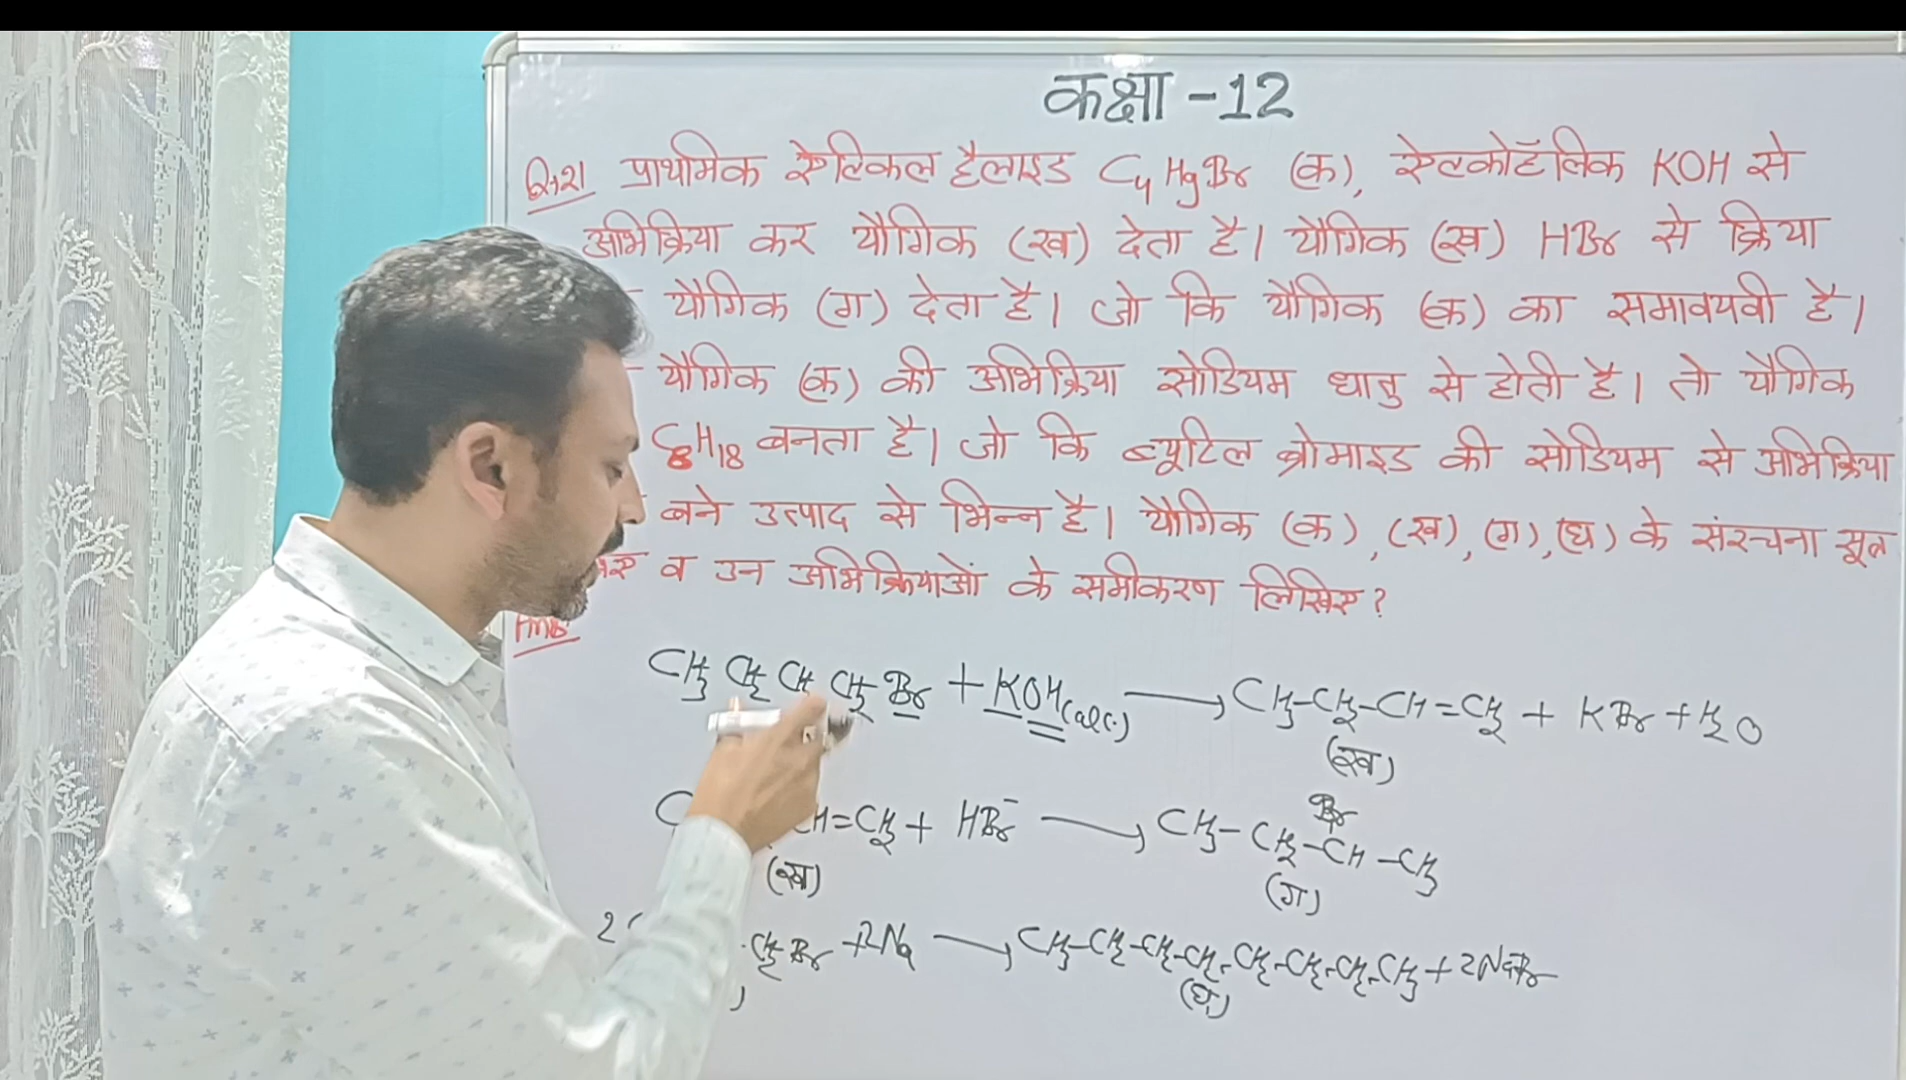 कक्षा -12
Q.21 प्राथमिक ऐल्किल हैलाइड C4H9Br (क), ऐल्कोहॉलिक KOH से
अभिक्रिया कर यौगिक (ख) देता है। यौगिक (ख) HBr से क्रिया
यौगिक (ग) देता है। जो कि यौगिक (क) का समावयवी है।
यौगिक (क) की अभिक्रिया सोडियम धातु से होती है। तो यौगिक
C8H18 बनता है। जो कि ब्यूटिल ब्रोमाइड की सोडियम से अभिक्रिया
बने उत्पाद से भिन्न है। यौगिक (क), (ख), (ग), (घ) के संरचना सूत्र
व उन अभिक्रियाओं के समीकरण लिखिए?
Ans
CH3 CH2 CH2 CH2 Br + KOH(alc.) ⟶ CH3-CH2-CH=CH2 + KBr + H2O
(ख)
Br
=CH2 + HBr ⟶ CH3-CH2-CH-CH3
(ख) (ग)
2 CH2Br + 2Na ⟶ CH3-CH2-CH2-CH2-CH2-CH2-CH2-CH3 + 2NaBr
(घ)